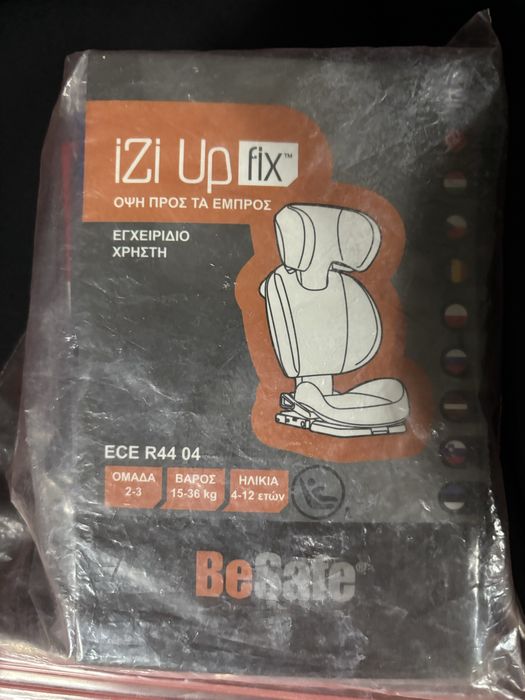 iZi Up fix™
ΟΨΗ ΠΡΟΣ ΤΑ ΕΜΠΡΟΣ
ΕΓΧΕΙΡΙΔΙΟ
ΧΡΗΣΤΗ
ECE R44 04
ΟΜΑΔΑ
2-3
ΒΑΡΟΣ
15-36 kg
ΗΛΙΚΙΑ
4-12 ετών
BeSafe®